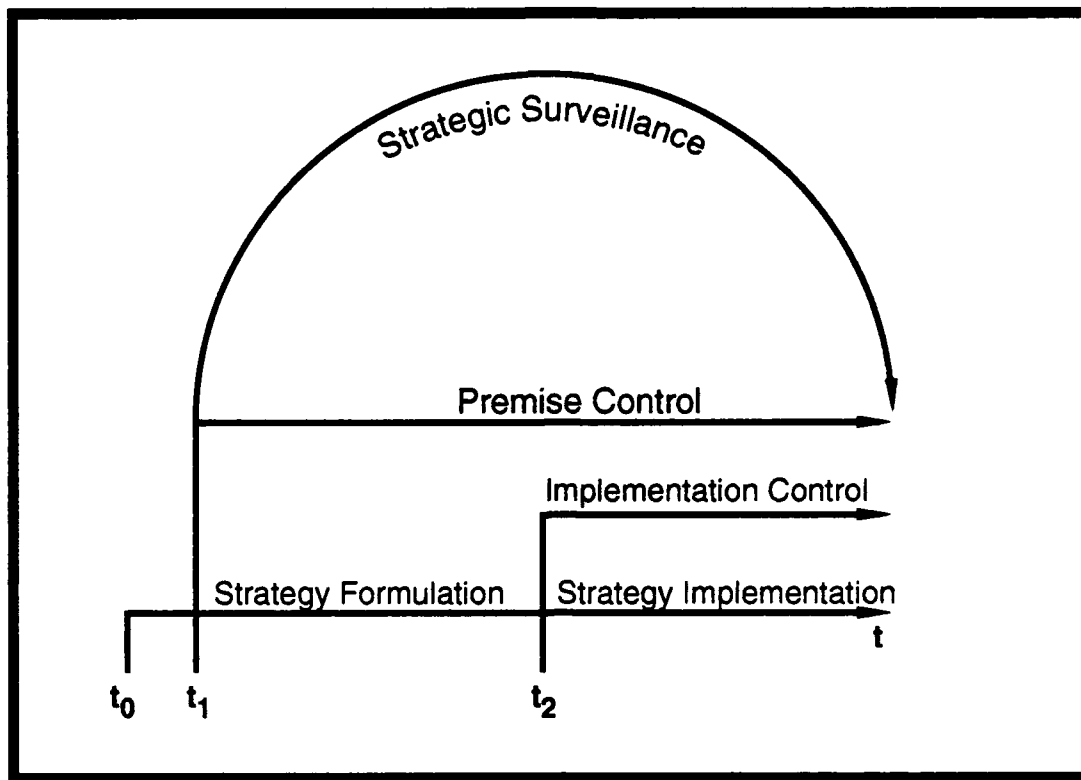 Strategic Surveillance
Premise Control
Implementation Control
Strategy Formulation
Strategy Implementation
t
t₀
t₁
t₂